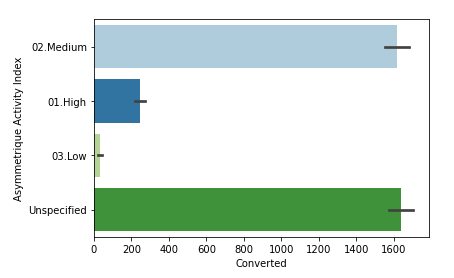 02.Medium
01.High
03.Low
Unspecified
Asymmetrique Activity Index
0 200 400 600 800 1000 1200 1400 1600
Converted